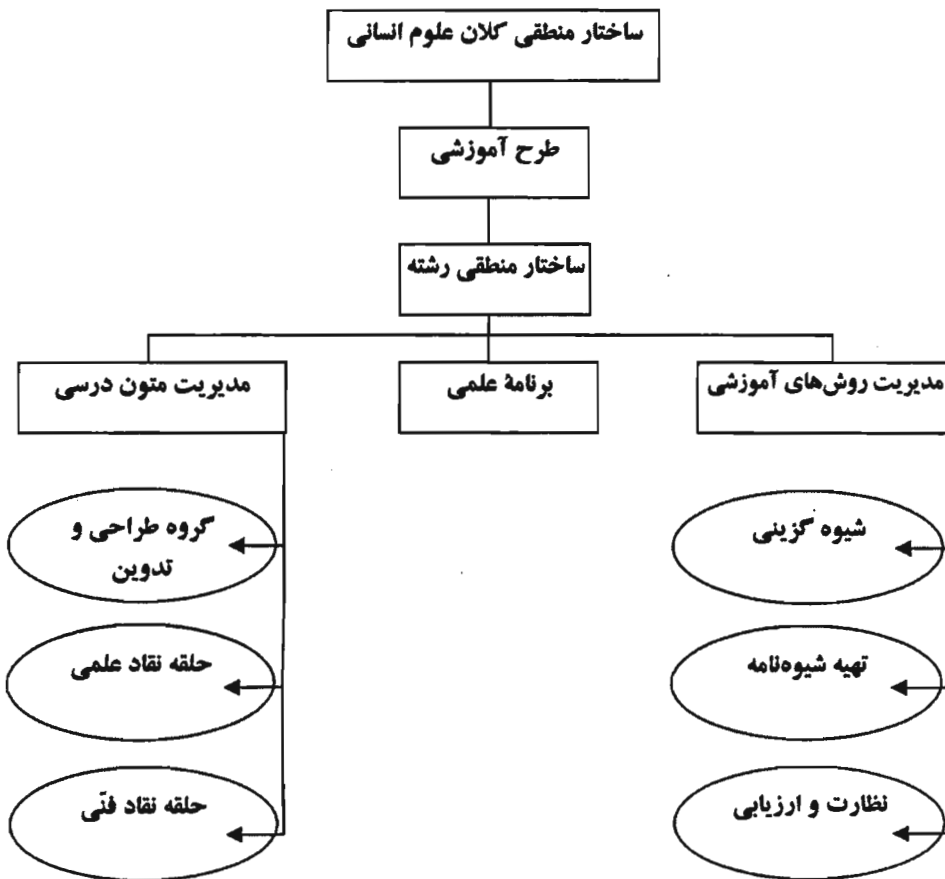 ساختار منطقی کلان علوم انسانی
طرح آموزشی
ساختار منطقی رشته
مدیریت روش‌های آموزشی
برنامهٔ علمی
مدیریت متون درسی
شیوه گزینی
تهیه شیوه‌نامه
نظارت و ارزیابی
گروه طراحی و
تدوین
حلقه نقاد علمی
حلقه نقاد فنّی